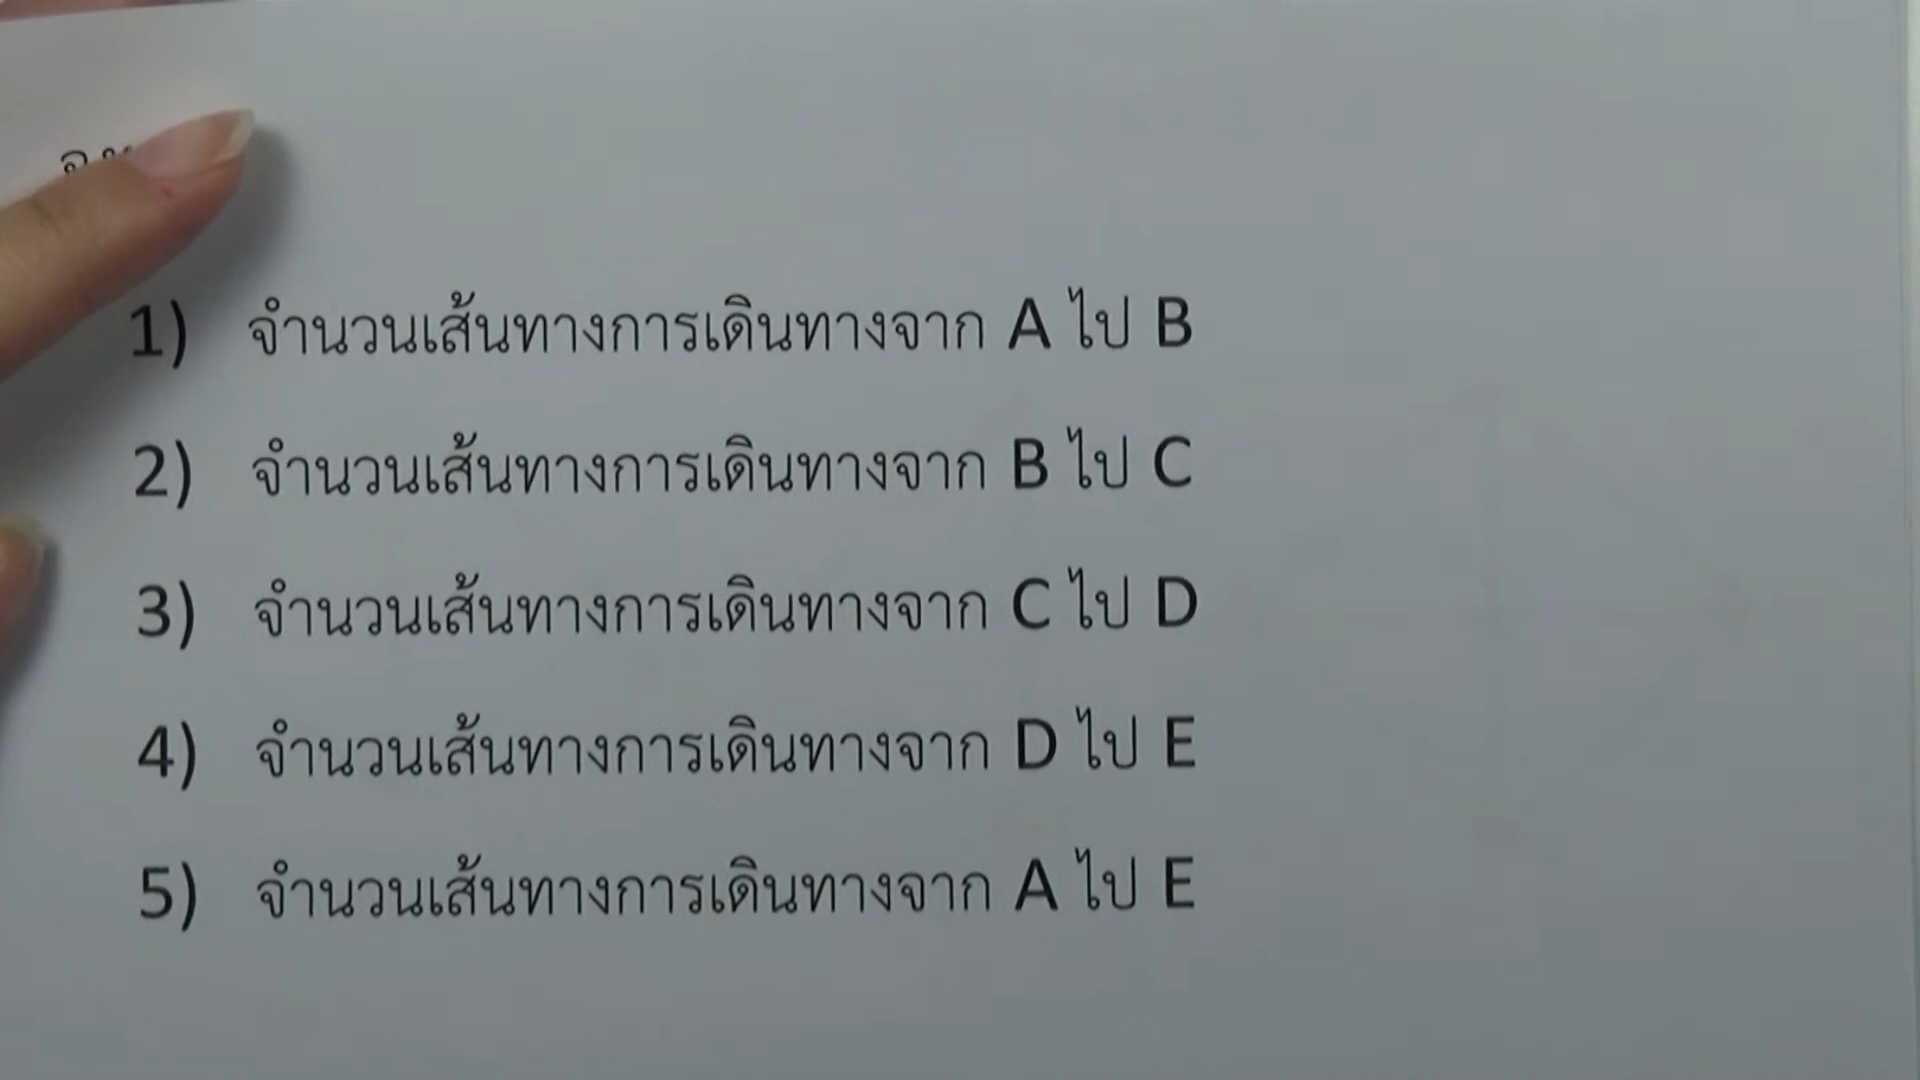 1) จำนวนเส้นทางการเดินทางจาก A ไป B
2) จำนวนเส้นทางการเดินทางจาก B ไป C
3) จำนวนเส้นทางการเดินทางจาก C ไป D
4) จำนวนเส้นทางการเดินทางจาก D ไป E
5) จำนวนเส้นทางการเดินทางจาก A ไป E